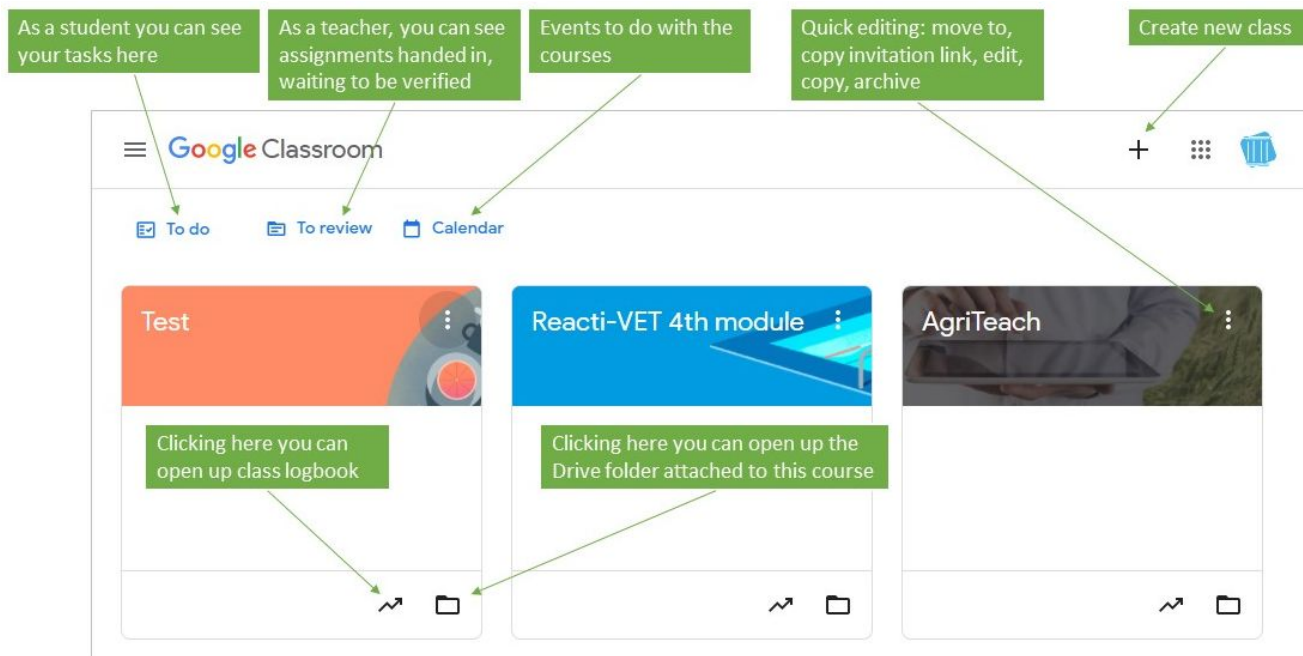 As a student you can see
your tasks here
As a teacher, you can see
assignments handed in,
waiting to be verified
Events to do with the
courses
Quick editing: move to,
copy invitation link, edit,
copy, archive
Create new class
Google Classroom
To do
To review
Calendar
Test
Reacti-VET 4th module
AgriTeach
Clicking here you can
open up class logbook
Clicking here you can open up the
Drive folder attached to this course